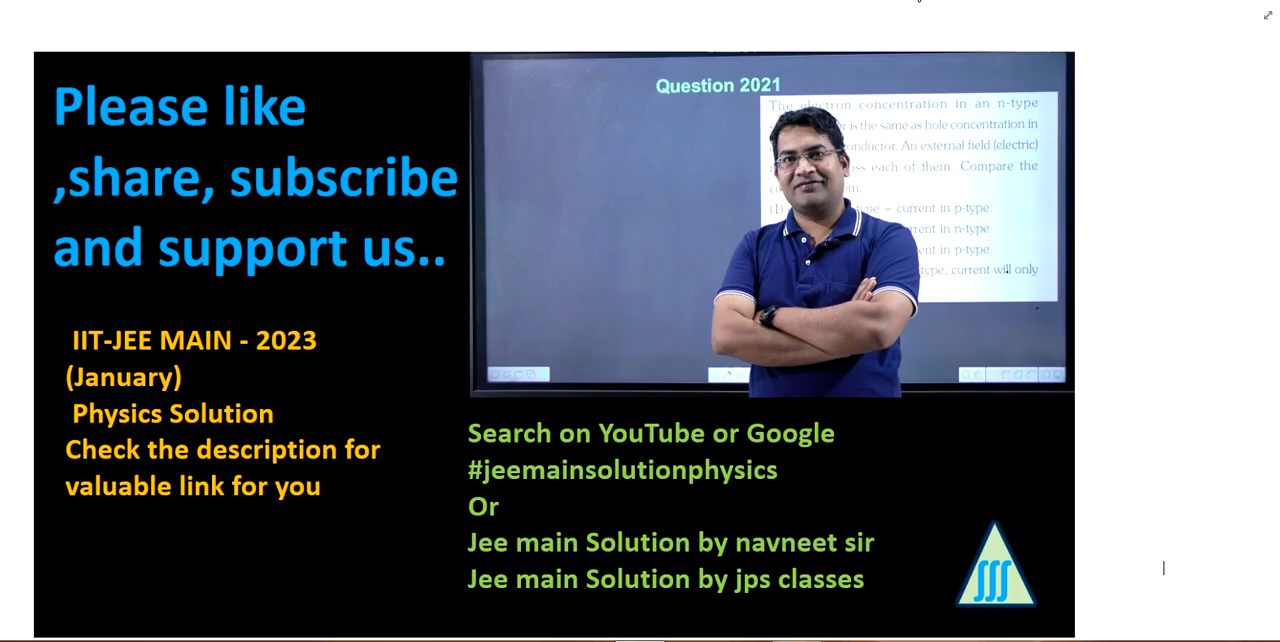 Please like
,share, subscribe
and support us..
IIT-JEE MAIN - 2023
(January)
Physics Solution
Check the description for
valuable link for you
Question 2021
The electron concentration in an n-type
is the same as hole concentration in
An external field (electric)
each of them. Compare the
(1) type = current in p-type
in n-type
in p-type
type, current will only
Search on YouTube or Google
#jeemainsolutionphysics
Or
Jee main Solution by navneet sir
Jee main Solution by jps classes